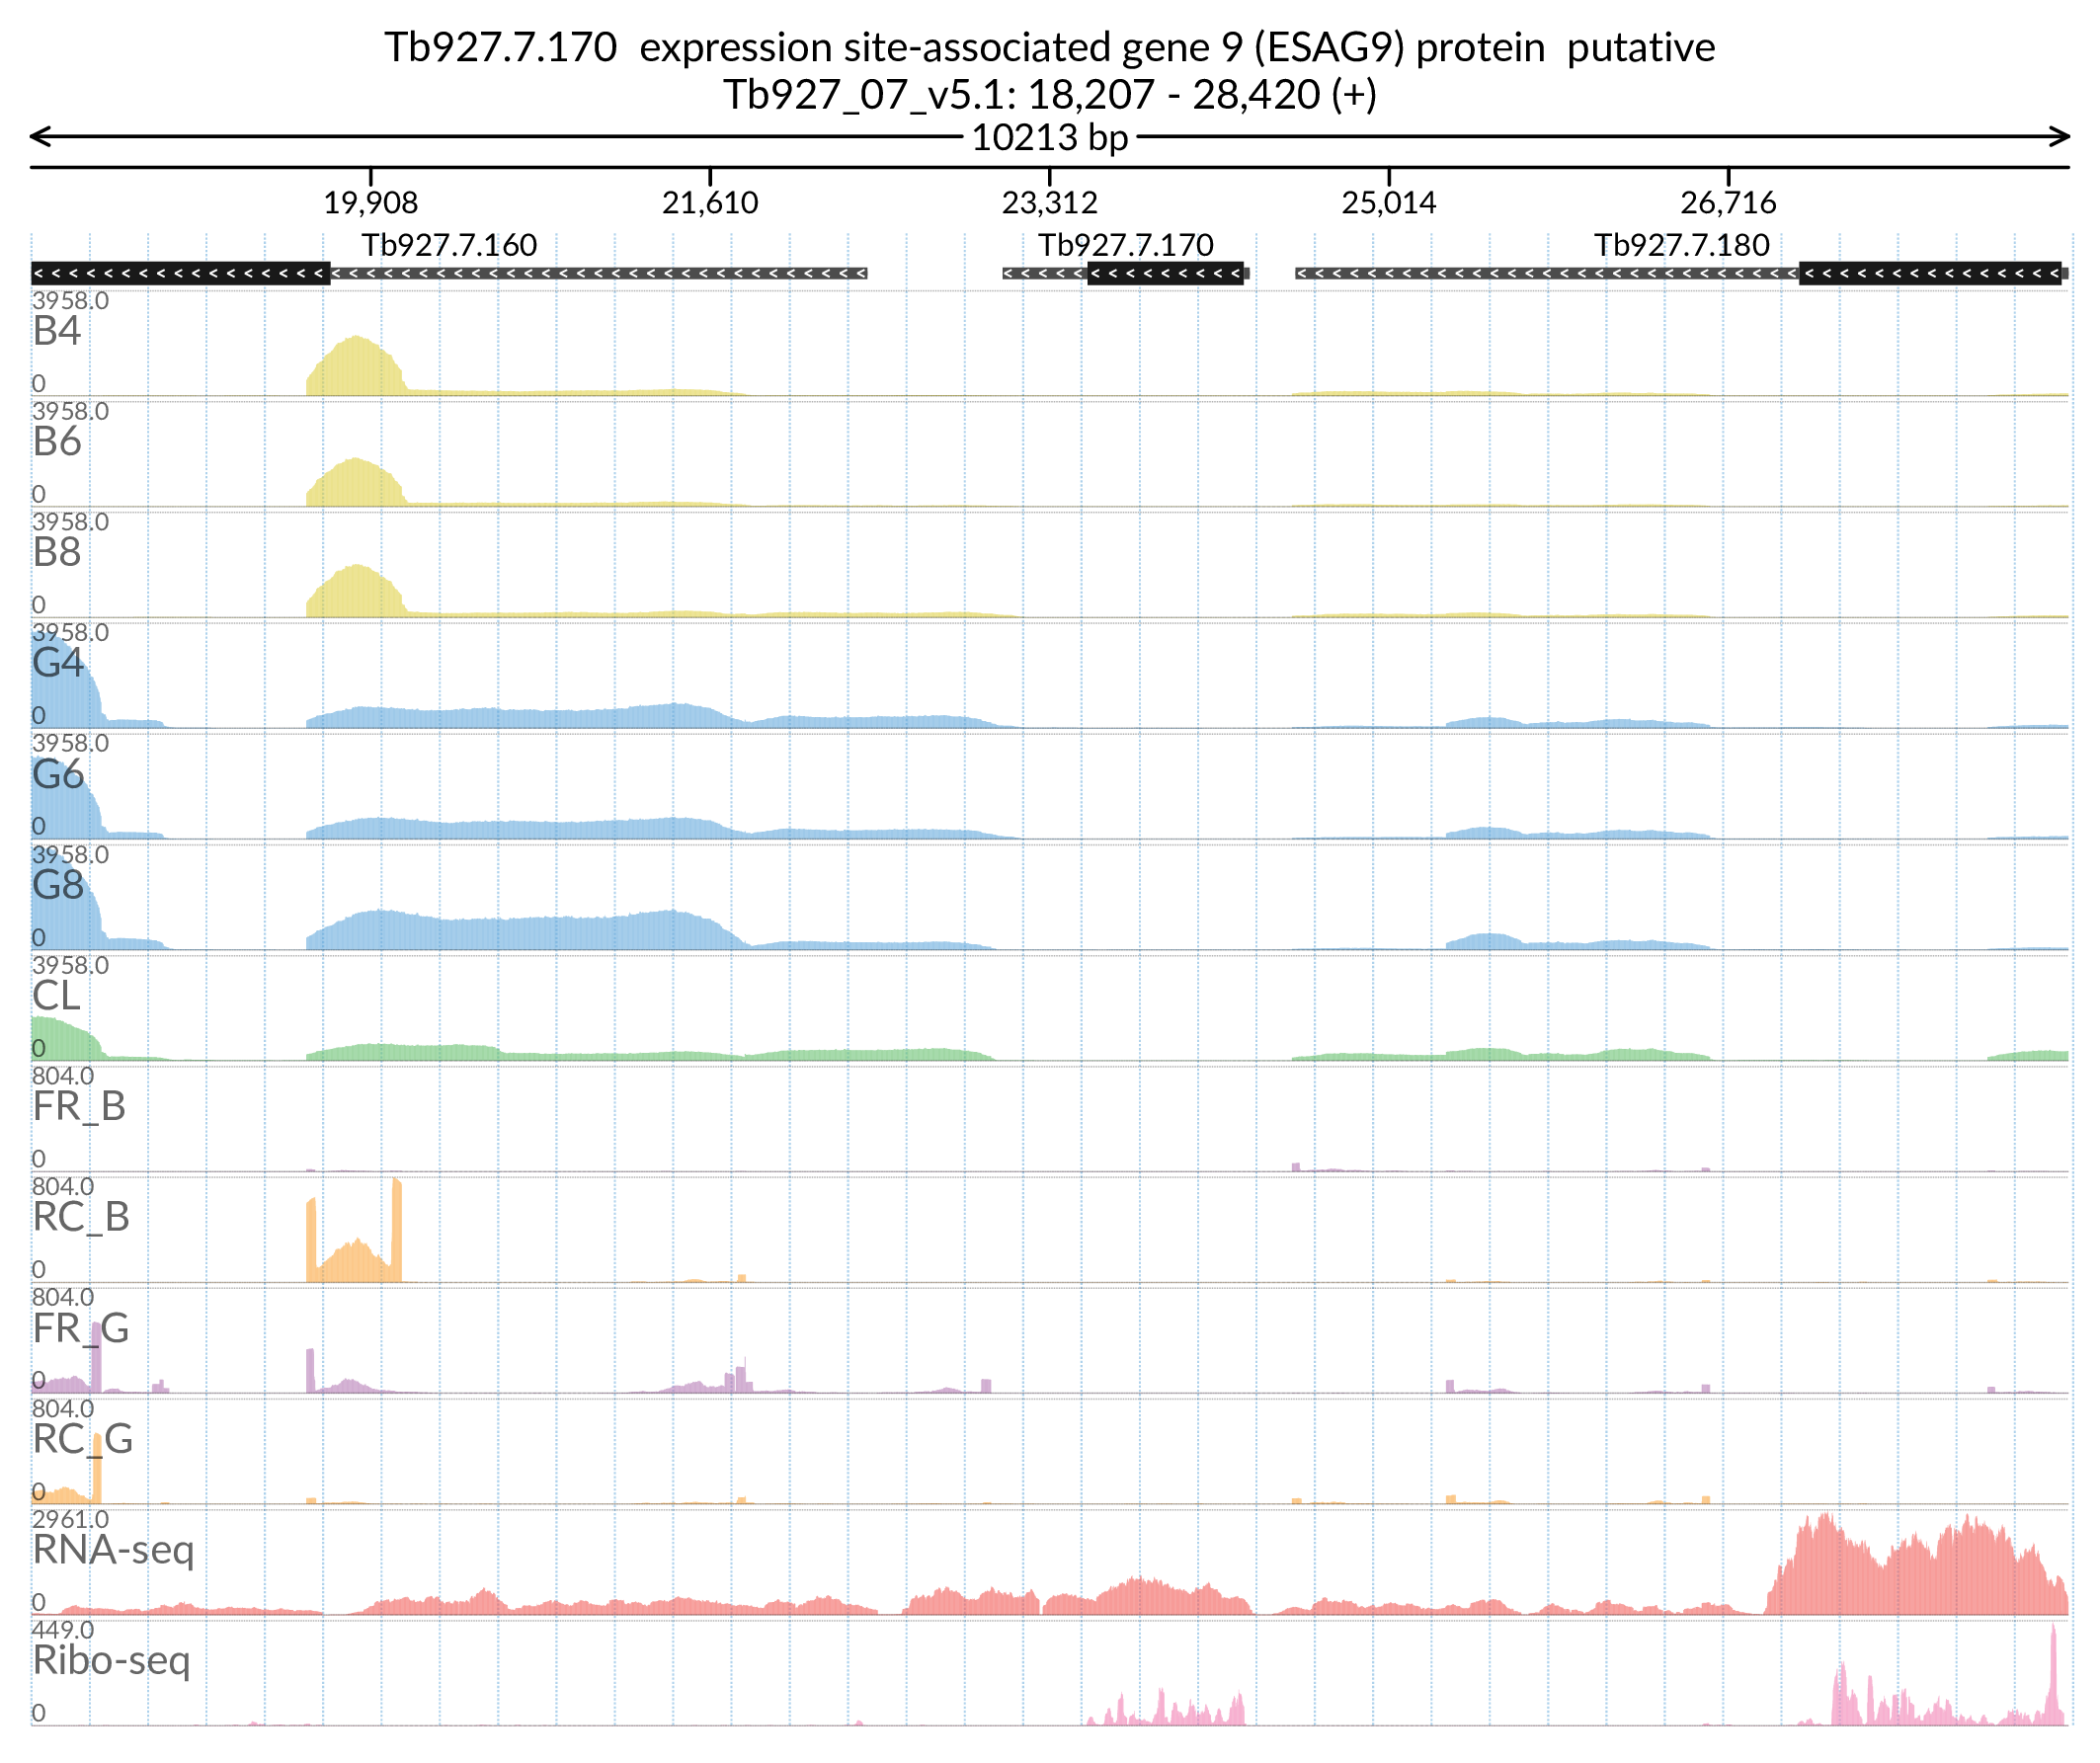 Tb927.7.170  expression site-associated gene 9 (ESAG9) protein  putative
Tb927_07_v5.1: 18,207 - 28,420 (+)
10213 bp
19,908 21,610 23,312 25,014 26,716
Tb927.7.160 Tb927.7.170 Tb927.7.180
3958.0
B4
0
3958.0
B6
0
3958.0
B8
0
3958.0
G4
0
3958.0
G6
0
3958.0
G8
0
3958.0
CL
0
804.0
FR_B
0
804.0
RC_B
0
804.0
FR_G
0
804.0
RC_G
0
2961.0
RNA-seq
0
449.0
Ribo-seq
0